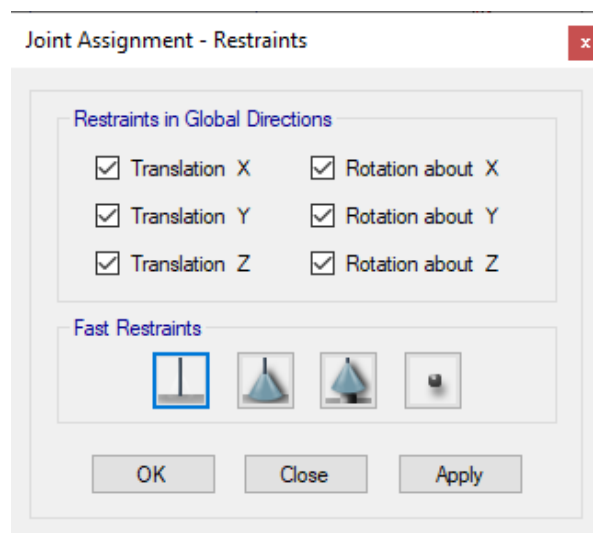 Joint Assignment - Restraints
x
Restraints in Global Directions
Translation X
Rotation about X
Translation Y
Rotation about Y
Translation Z
Rotation about Z
Fast Restraints
OK
Close
Apply